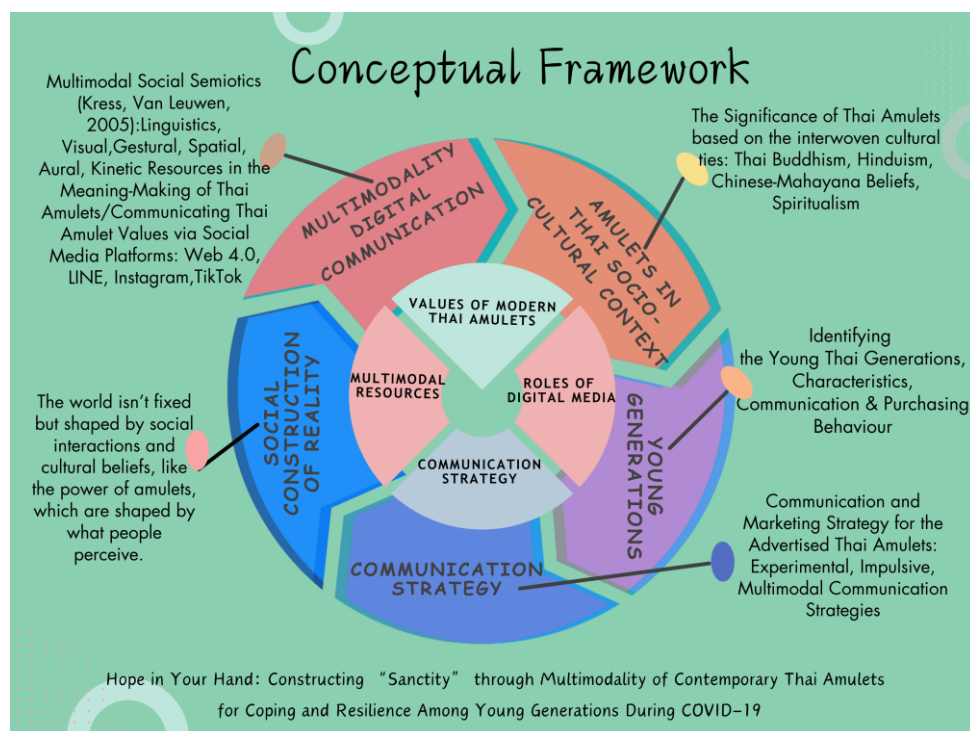 Conceptual Framework
Multimodal Social Semiotics
(Kress, Van Leuwen,
2005):Linguistics,
Visual,Gestural, Spatial,
Aural, Kinetic Resources in the
Meaning-Making of Thai
Amulets/Communicating Thai
Amulet Values via Social
Media Platforms: Web 4.0,
LINE, Instagram,TikTok
The Significance of Thai Amulets
based on the interwoven cultural
ties: Thai Buddhism, Hinduism,
Chinese-Mahayana Beliefs,
Spiritualism
MULTIMODALITY
DIGITAL
COMMUNICATION
AMULETS IN
THAI SOCIO-
CULTURAL CONTEXT
VALUES OF MODERN
THAI AMULETS
MULTIMODAL
RESOURCES
ROLES OF
DIGITAL MEDIA
COMMUNICATION
STRATEGY
SOCIAL
CONSTRUCTION
OF REALITY
YOUNG
GENERATIONS
COMMUNICATION
STRATEGY
Identifying
the Young Thai Generations,
Characteristics,
Communication & Purchasing
Behaviour
The world isn't fixed
but shaped by social
interactions and
cultural beliefs, like
the power of amulets,
which are shaped by
what people
perceive.
Communication and
Marketing Strategy for the
Advertised Thai Amulets:
Experimental, Impulsive,
Multimodal Communication
Strategies
Hope in Your Hand: Constructing “Sanctity” through Multimodality of Contemporary Thai Amulets
for Coping and Resilience Among Young Generations During COVID-19